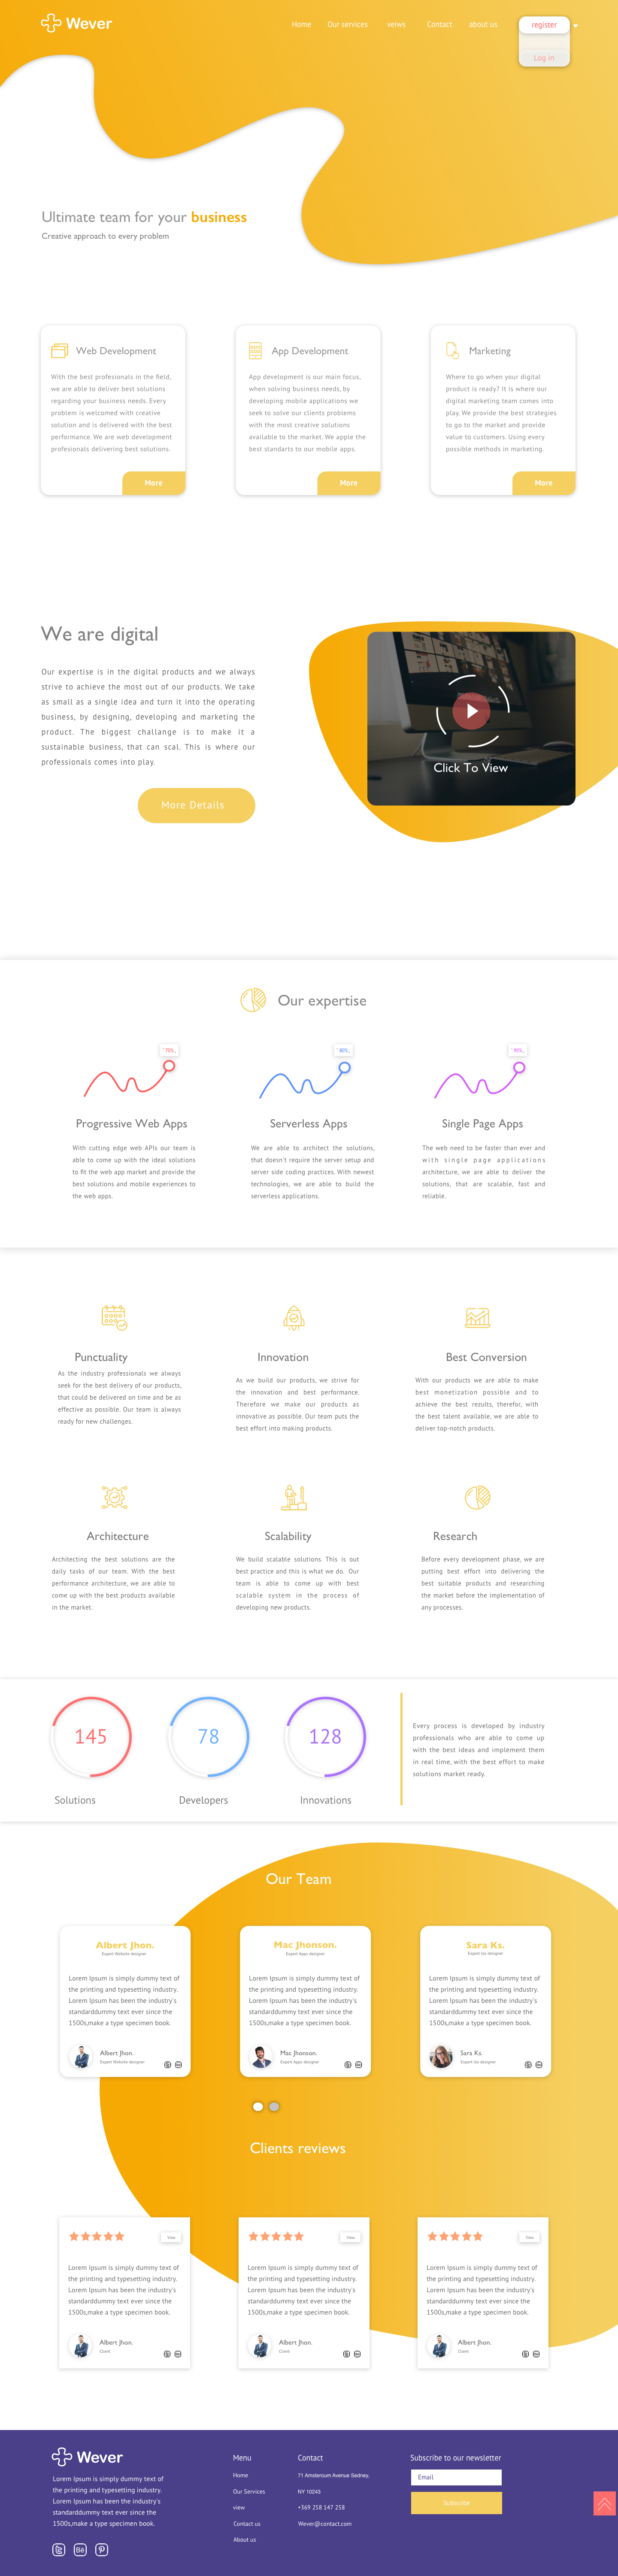 Wever
Home Our services veiws Contact about us register
Log in
Ultimate team for your business
Creative approach to every problem
Web Development
With the best profesionals in the field,
we are able to deliver best solutions
regarding your business needs. Every
problem is welcomed with creative
solution and is delivered with the best
performance. We are web development
profesionals delivering best solutions.
More
App Development
App development is our main focus,
when solving business needs, by
developing mobile applications we
seek to solve our clients problems
with the most creative solutions
available to the market. We apple the
best standarts to our mobile apps.
More
Marketing
Where to go when your digital
product is ready? It is where our
digital marketing team comes into
play. We provide the best strategies
to go to the market and provide
value to customers. Using every
possible methods in marketing.
More
We are digital
Our expertise is in the digital products and we always
strive to achieve the most out of our products. We take
as small as a single idea and turn it into the operating
business, by designing, developing and marketing the
product. The biggest challange is to make it a
sustainable business, that can scal. This is where our
professionals comes into play.
More Details
Click To View
Our expertise
70%
Progressive Web Apps
With cutting edge web APIs our team is
able to come up with the ideal solutions
to fit the web app market and provide the
best solutions and mobile experiences to
the web apps.
80%
Serverless Apps
We are able to architect the solutions,
that doesn't require the server setup and
server side coding practices. With newest
technologies, we are able to build the
serverless applications.
90%
Single Page Apps
The web need to be faster than ever and
with single page applications
architecture, we are able to deliver the
solutions, that are scalable, fast and
reliable.
Punctuality
As the industry professionals we always
seek for the best delivery of our products,
that could be delivered on time and be as
effective as possible. Our team is always
ready for new challenges.
Innovation
As we build our products, we strive for
the innovation and best performance.
Therefore we make our products as
innovative as possible. Our team puts the
best effort into making products.
Best Conversion
With our products we are able to make
best monetization possible and to
achieve the best rezults, therefor, with
the best talent available, we are able to
deliver top-notch products.
Architecture
Architecting the best solutions are the
daily tasks of our team. With the best
performance architecture, we are able to
come up with the best products available
in the market.
Scalability
We build scalable solutions. This is out
best practice and this is what we do. Our
team is able to come up with best
scalable system in the process of
developing new products.
Research
Before every development phase, we are
putting best effort into delivering the
best suitable products and researching
the market before the implementation of
any processes.
145
Solutions
78
Developers
128
Innovations
Every process is developed by industry
professionals who are able to come up
with the best ideas and implement them
in real time, with the best effort to make
solutions market ready.
Our Team
Albert Jhon.
Expert Website designer
Lorem Ipsum is simply dummy text of
the printing and typesetting industry.
Lorem Ipsum has been the industry's
standarddummy text ever since the
1500s,make a type specimen book.
Albert Jhon.
Expert Website designer
Mac Jhonson.
Expert Apps designer
Lorem Ipsum is simply dummy text of
the printing and typesetting industry.
Lorem Ipsum has been the industry's
standarddummy text ever since the
1500s,make a type specimen book.
Mac Jhonson.
Expert Apps designer
Sara Ks.
Expert ios designer
Lorem Ipsum is simply dummy text of
the printing and typesetting industry.
Lorem Ipsum has been the industry's
standarddummy text ever since the
1500s,make a type specimen book.
Sara Ks.
Expert ios designer
Clients reviews
View
Lorem Ipsum is simply dummy text of
the printing and typesetting industry.
Lorem Ipsum has been the industry's
standarddummy text ever since the
1500s,make a type specimen book.
Albert Jhon.
Client
View
Lorem Ipsum is simply dummy text of
the printing and typesetting industry.
Lorem Ipsum has been the industry's
standarddummy text ever since the
1500s,make a type specimen book.
Albert Jhon.
Client
View
Lorem Ipsum is simply dummy text of
the printing and typesetting industry.
Lorem Ipsum has been the industry's
standarddummy text ever since the
1500s,make a type specimen book.
Albert Jhon.
Client
Wever
Lorem Ipsum is simply dummy text of
the printing and typesetting industry.
Lorem Ipsum has been the industry's
standarddummy text ever since the
1500s,make a type specimen book.
Menu
Home
Our Services
view
Contact us
About us
Contact
71 Amsteroum Avenue Sedney,
NY 10243
+369 258 147 258
Wever@contact.com
Subscribe to our newsletter
Email
Subscribe